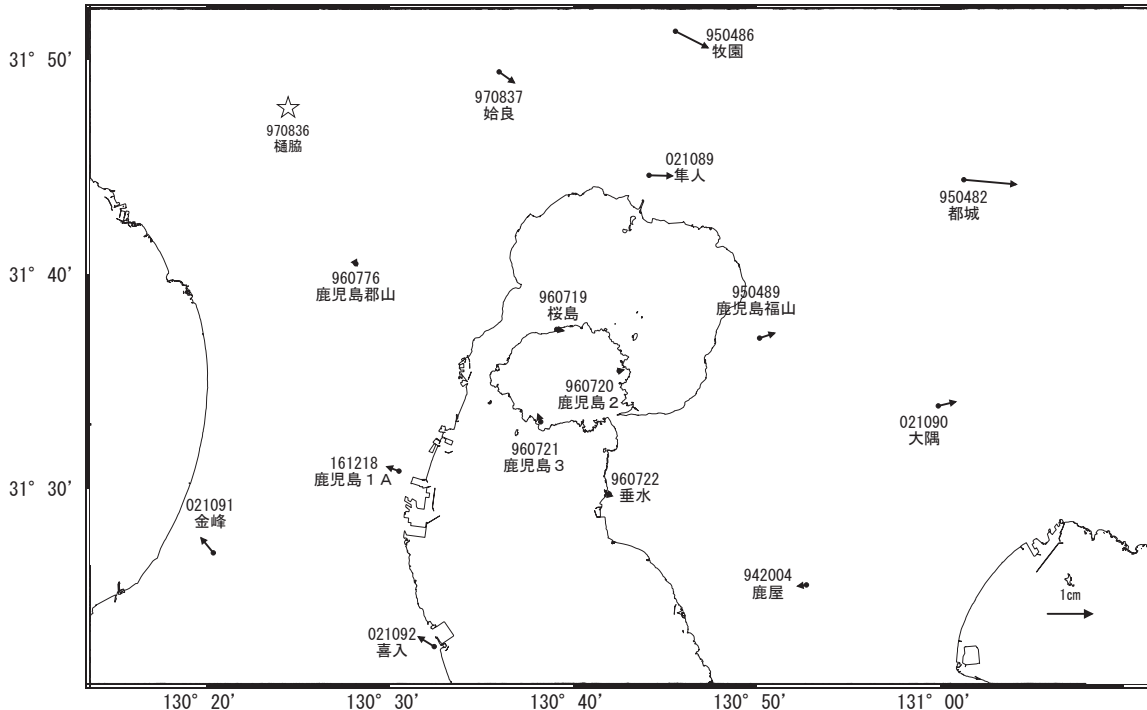 31° 50'
31° 40'
31° 30'
950486
牧園
970837
姶良
970836
樋脇
021089
隼人
950482
都城
960776
鹿児島郡山
960719
桜島
950489
鹿児島福山
960720
鹿児島２
960721
鹿児島３
021090
大隅
161218
鹿児島１Ａ
960722
垂水
021091
金峰
942004
鹿屋
021092
喜入
1cm
130° 20'
130° 30'
130° 40'
130° 50'
131° 00'